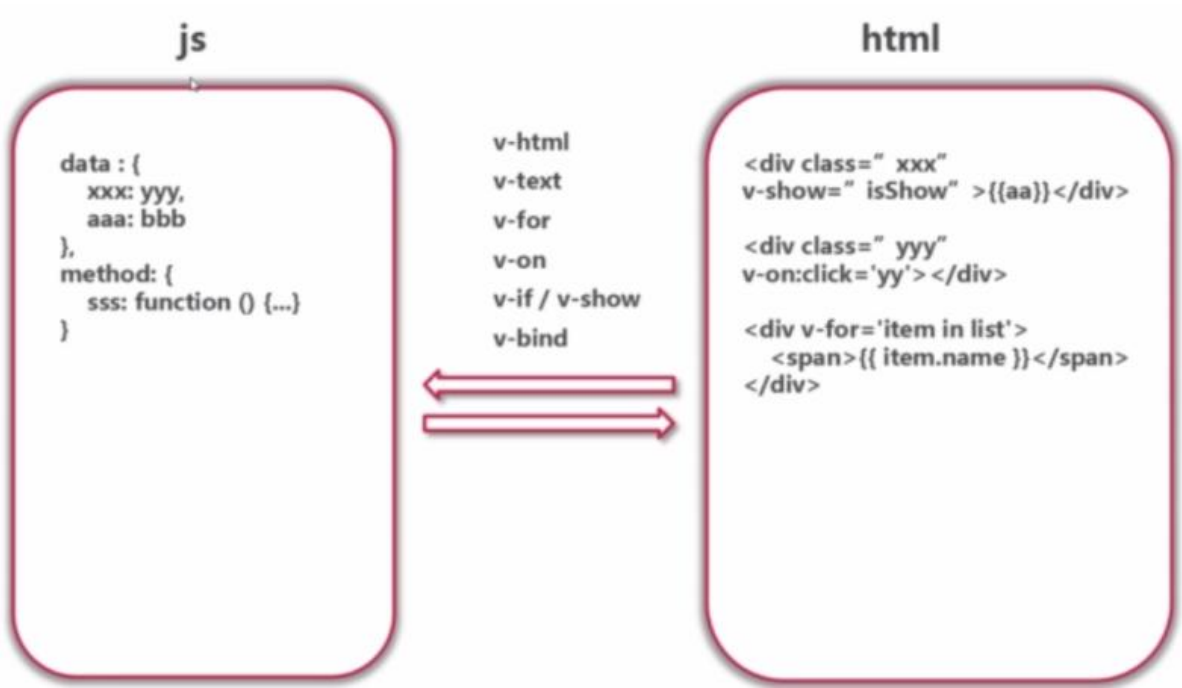 js
data : {
xxx: yyy,
aaa: bbb
},
method: {
sss: function () {...}
}
v-html
v-text
v-for
v-on
v-if / v-show
v-bind
html
<div class=” xxx”
v-show=” isShow” >{{aa}}</div>
<div class=” yyy”
v-on:click='yy'></div>
<div v-for='item in list'>
<span>{{ item.name }}</span>
</div>